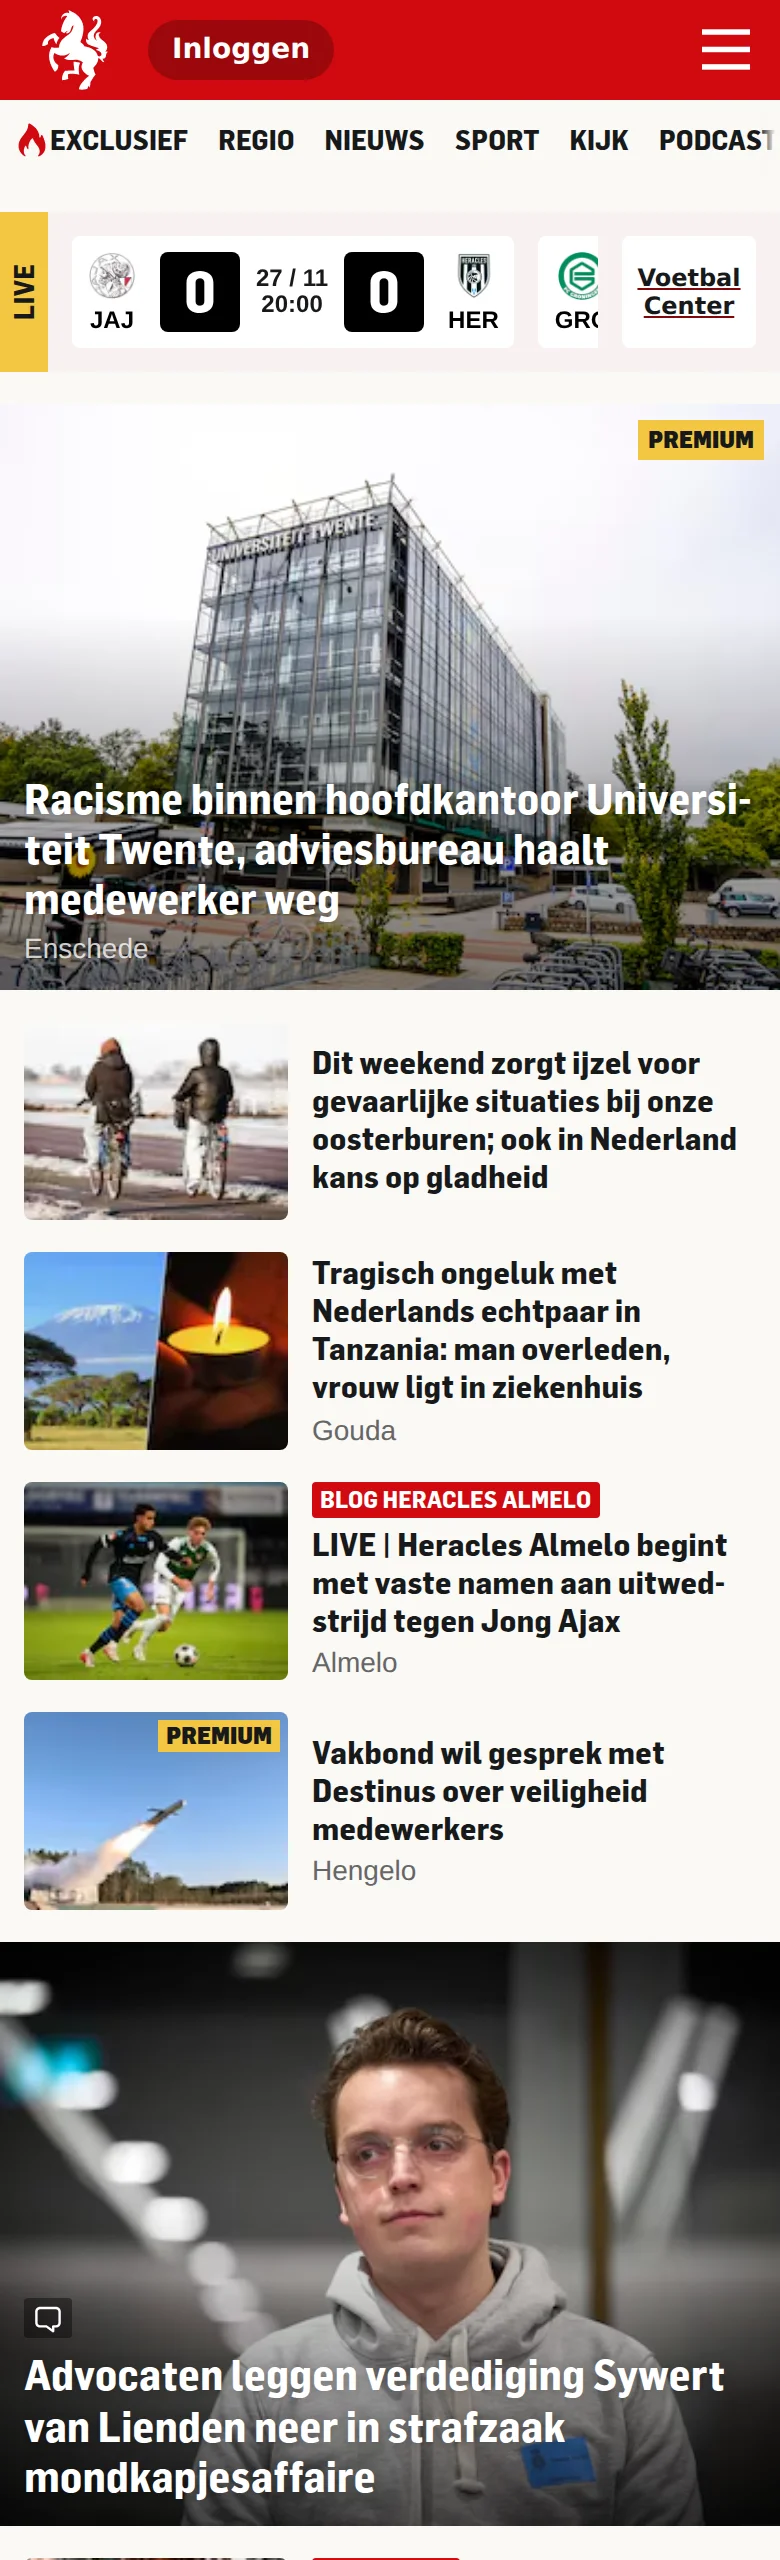 Inloggen
EXCLUSIEF REGIO NIEUWS SPORT KIJK PODCAST
LIVE
JAJ 0 27 / 11 20:00 0 HER
HERACLES
GRO
Voetbal
Center
PREMIUM
UNIVERSITEIT TWENTE.
Racisme binnen hoofdkantoor Universi-
teit Twente, adviesbureau haalt
medewerker weg
Enschede
Dit weekend zorgt ijzel voor
gevaarlijke situaties bij onze
oosterburen; ook in Nederland
kans op gladheid
Tragisch ongeluk met
Nederlands echtpaar in
Tanzania: man overleden,
vrouw ligt in ziekenhuis
Gouda
BLOG HERACLES ALMELO
LIVE | Heracles Almelo begint
met vaste namen aan uitwed-
strijd tegen Jong Ajax
Almelo
PREMIUM
Vakbond wil gesprek met
Destinus over veiligheid
medewerkers
Hengelo
Advocaten leggen verdediging Sywert
van Lienden neer in strafzaak
mondkapjesaffaire